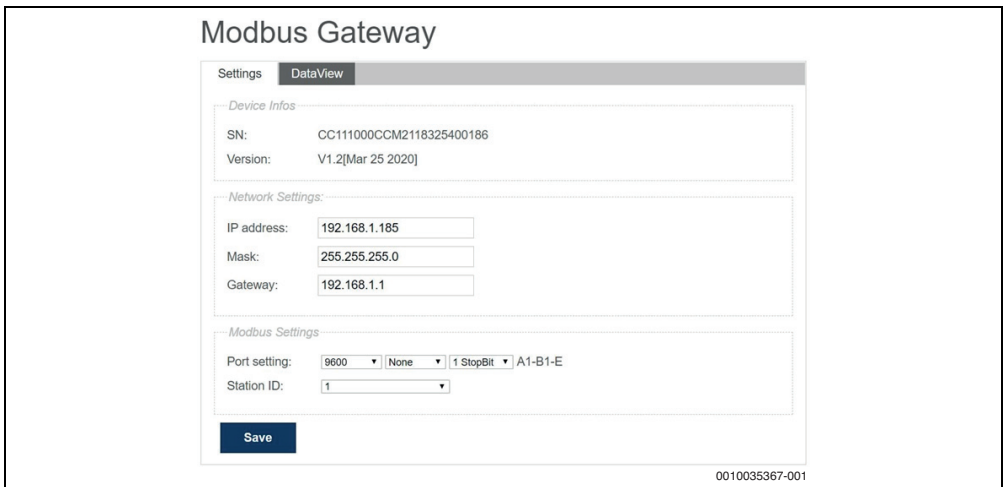 Modbus Gateway
Settings DataView
Device Infos
SN: CC111000CCM2118325400186
Version: V1.2[Mar 25 2020]
Network Settings:
IP address: 192.168.1.185
Mask: 255.255.255.0
Gateway: 192.168.1.1
Modbus Settings
Port setting: 9600 None 1 StopBit A1-B1-E
Station ID: 1
Save
0010035367-001